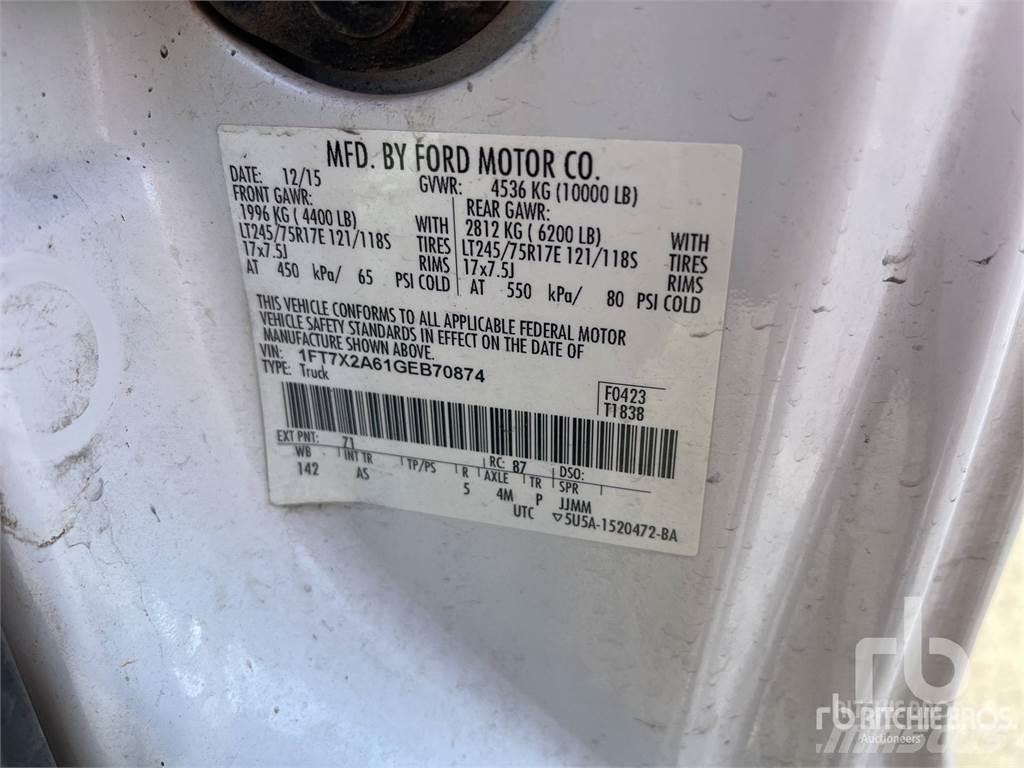 MFD. BY FORD MOTOR CO.
DATE: 12/15 GVWR: 4536 KG (10000 LB)
FRONT GAWR: REAR GAWR:
1996 KG ( 4400 LB) WITH 2812 KG ( 6200 LB) WITH
LT245/75R17E 121/118S TIRES LT245/75R17E 121/118S TIRES
17x7.5J RIMS 17x7.5J RIMS
AT 450 kPa/ 65 PSI COLD AT 550 kPa/ 80 PSI COLD
THIS VEHICLE CONFORMS TO ALL APPLICABLE FEDERAL MOTOR
VEHICLE SAFETY STANDARDS IN EFFECT ON THE DATE OF
MANUFACTURE SHOWN ABOVE.
VIN: 1FT7X2A61GEB70874
TYPE: Truck
F0423
T1838
EXT PNT: Z1 RC: 87 DSO:
WB INT TR TP/PS R AXLE TR SPR
142 AS 5 4M P JJMM
UTC ▽5U5A-1520472-BA
rb
rb RITCHIE BROS.
Auctioneers